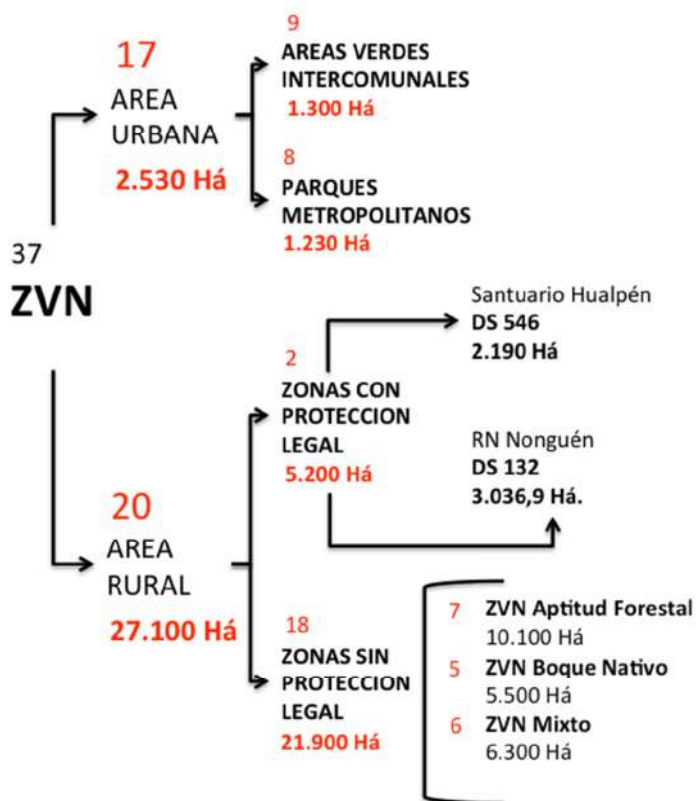 37
ZVN
17
AREA
URBANA
2.530 Há
9
AREAS VERDES
INTERCOMUNALES
1.300 Há
8
PARQUES
METROPOLITANOS
1.230 Há
20
AREA
RURAL
27.100 Há
2
ZONAS CON
PROTECCION
LEGAL
5.200 Há
Santuario Hualpén
DS 546
2.190 Há
RN Nonguén
DS 132
3.036,9 Há.
18
ZONAS SIN
PROTECCION
LEGAL
21.900 Há
7 ZVN Aptitud Forestal
10.100 Há
5 ZVN Boque Nativo
5.500 Há
6 ZVN Mixto
6.300 Há